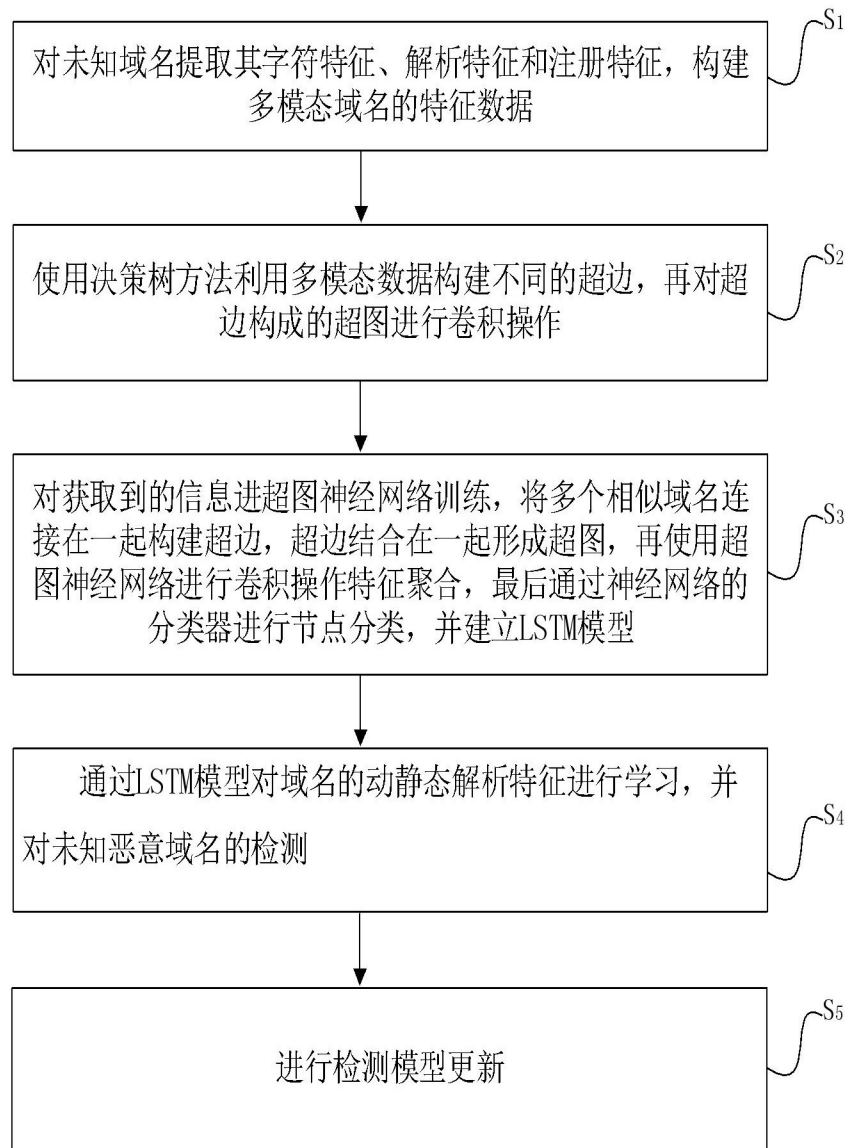 S1
对未知域名提取其字符特征、解析特征和注册特征，构建
多模态域名的特征数据
S2
使用决策树方法利用多模态数据构建不同的超边，再对超
边构成的超图进行卷积操作
S3
对获取到的信息进超图神经网络训练，将多个相似域名连
接在一起构建超边，超边结合在一起形成超图，再使用超
图神经网络进行卷积操作特征聚合，最后通过神经网络的
分类器进行节点分类，并建立LSTM模型
S4
通过LSTM模型对域名的动静态解析特征进行学习，并
对未知恶意域名的检测
S5
进行检测模型更新